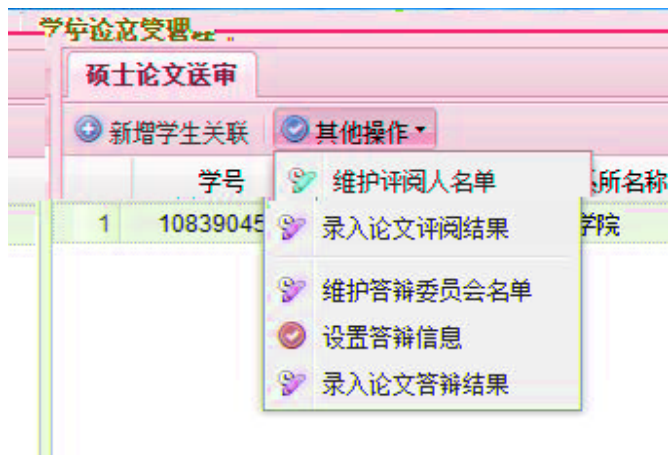 硕士论文送审
新增学生关联 其他操作
学号 所名称
1 10839045 学院
维护评阅人名单
录入论文评阅结果
维护答辩委员会名单
设置答辩信息
录入论文答辩结果